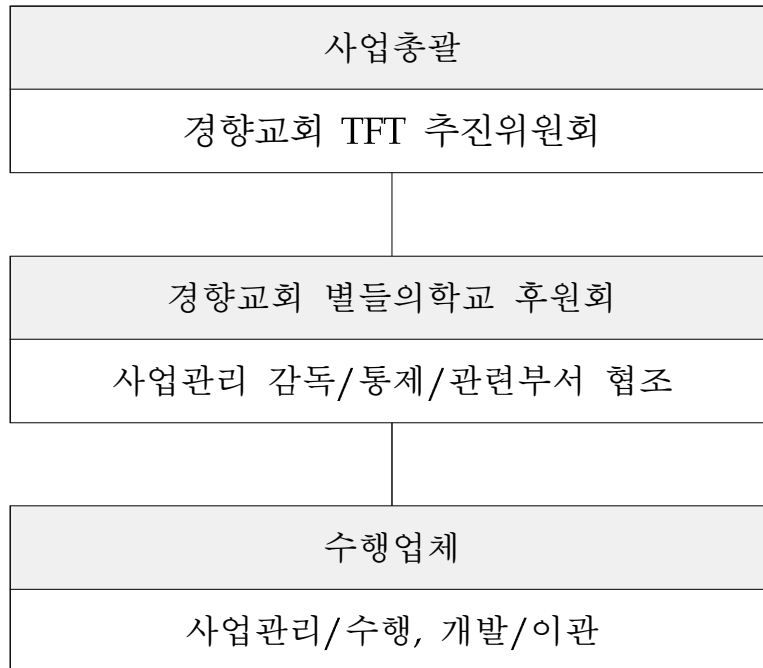 사업총괄
경향교회 TFT 추진위원회
경향교회 별들의학교 후원회
사업관리 감독/통제/관련부서 협조
수행업체
사업관리/수행, 개발/이관